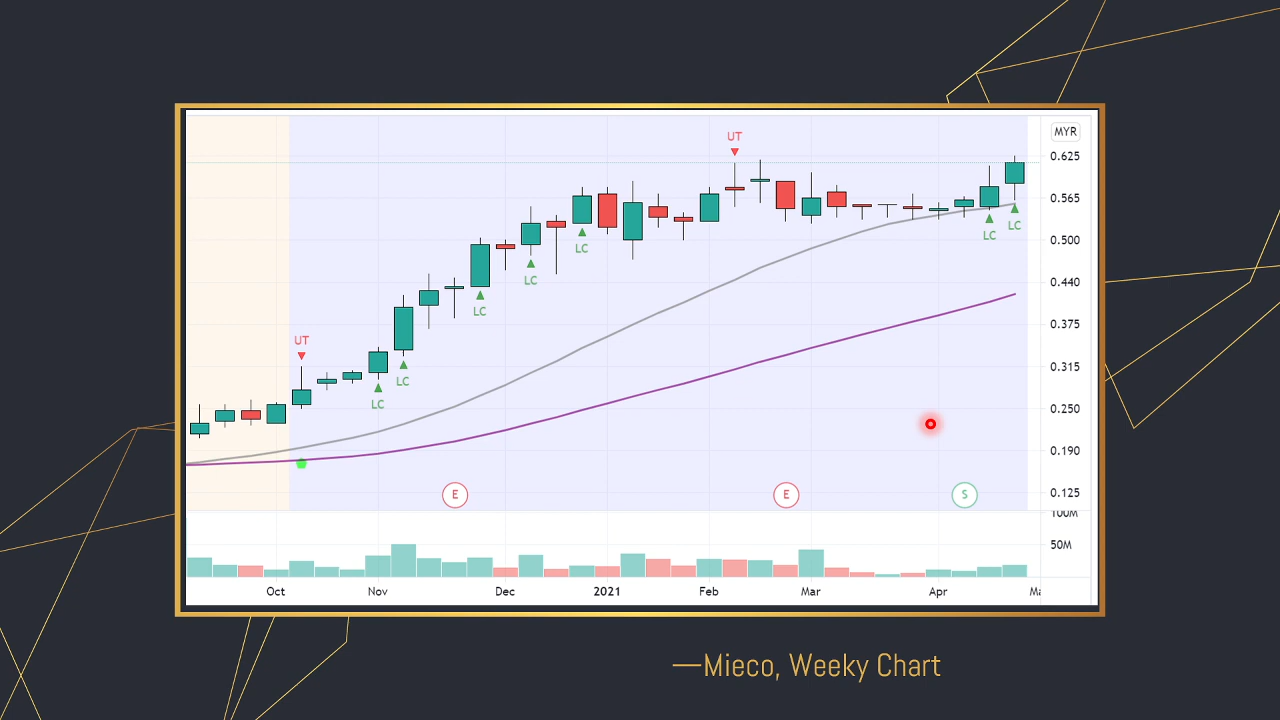 MYR
UT
0.625
0.565
0.500
LC
LC
LC
LC
0.440
LC
0.375
UT
0.315
LC
LC
0.250
0.190
E
E
S
0.125
100M
50M
Oct
Nov
Dec
2021
Feb
Mar
Apr
—Mieco, Weeky Chart